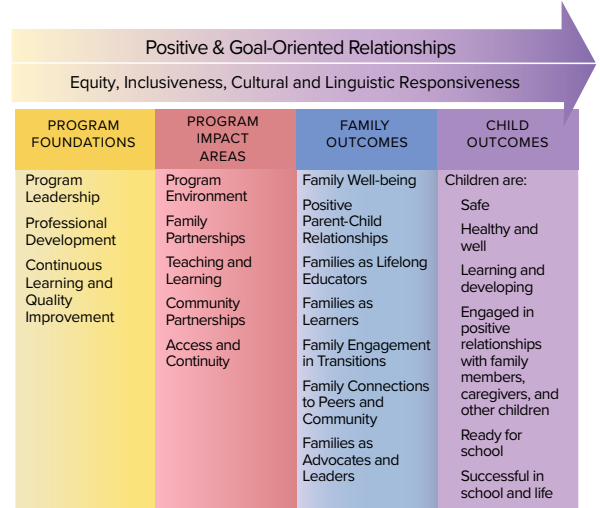 Positive & Goal-Oriented Relationships
Equity, Inclusiveness, Cultural and Linguistic Responsiveness
PROGRAM
FOUNDATIONS
Program
Leadership
Professional
Development
Continuous
Learning and
Quality
Improvement
PROGRAM
IMPACT
AREAS
Program
Environment
Family
Partnerships
Teaching and
Learning
Community
Partnerships
Access and
Continuity
FAMILY
OUTCOMES
Family Well-being
Positive
Parent-Child
Relationships
Families as Lifelong
Educators
Families as
Learners
Family Engagement
in Transitions
Family Connections
to Peers and
Community
Families as
Advocates and
Leaders
CHILD
OUTCOMES
Children are:
Safe
Healthy and
well
Learning and
developing
Engaged in
positive
relationships
with family
members,
caregivers, and
other children
Ready for
school
Successful in
school and life